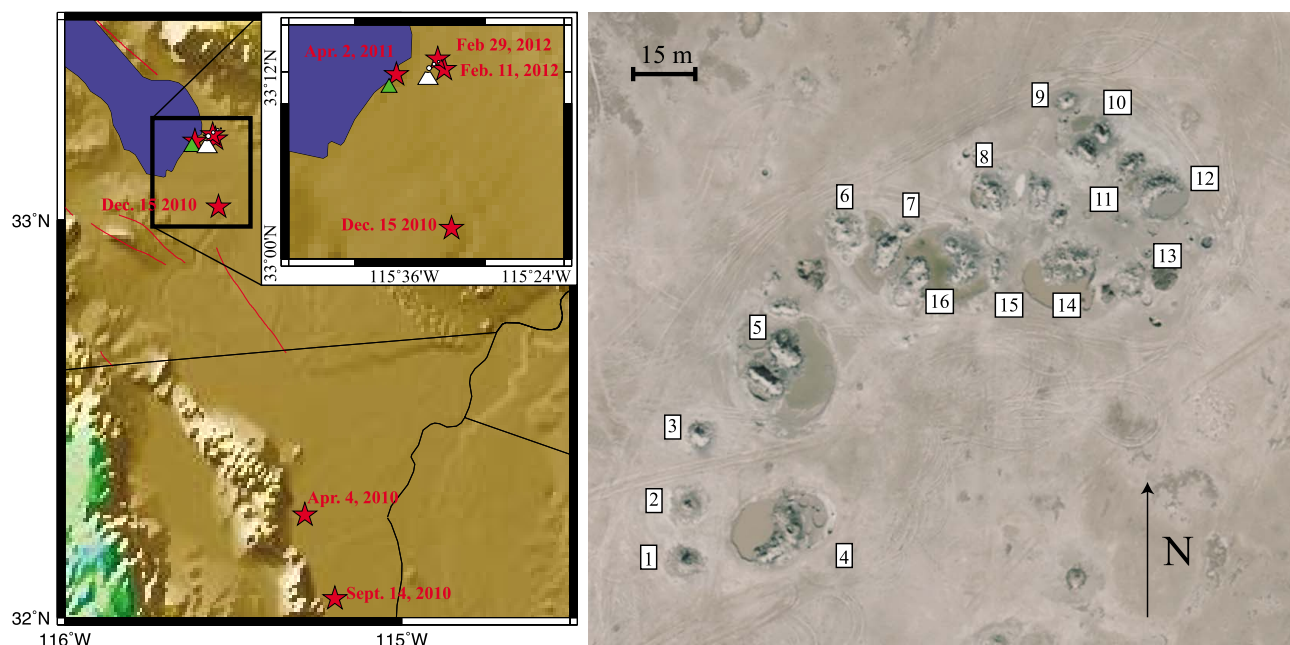 Apr. 2, 2011
Feb 29, 2012
Feb. 11, 2012
33°12'N
Dec. 15 2010
33°00'N
115°36'W
115°24'W
Dec. 15 2010
33°N
Apr. 4, 2010
Sept. 14, 2010
32°N
116°W
115°W
15 m
9
10
8
12
6
7
11
13
16
15
14
5
3
2
1
4
N